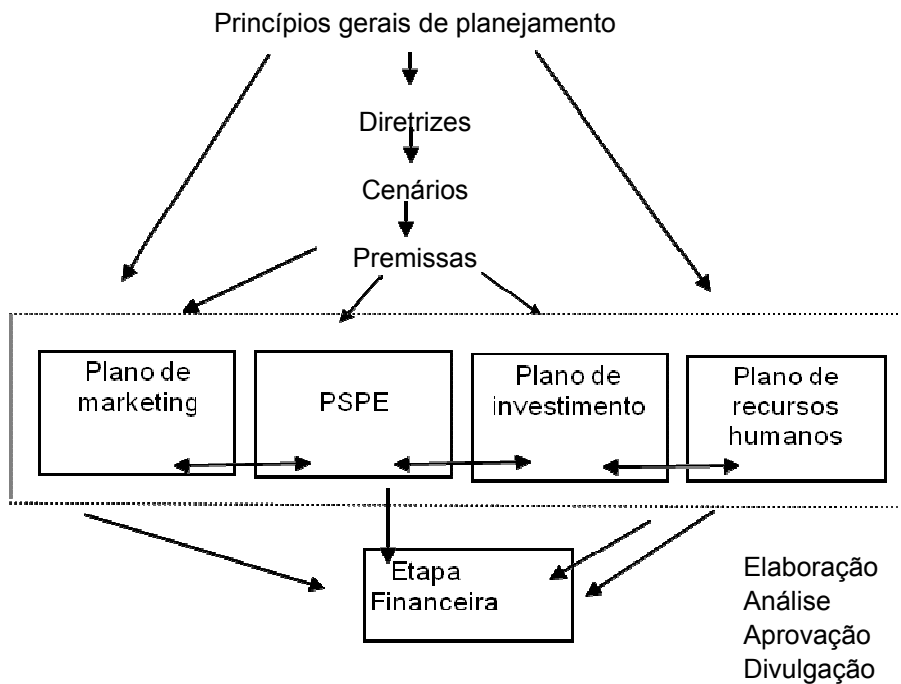 Princípios gerais de planejamento
Diretrizes
Cenários
Premissas
Plano de
marketing
PSPE
Plano de
investimento
Plano de
recursos
humanos
Etapa
Financeira
Elaboração
Análise
Aprovação
Divulgação